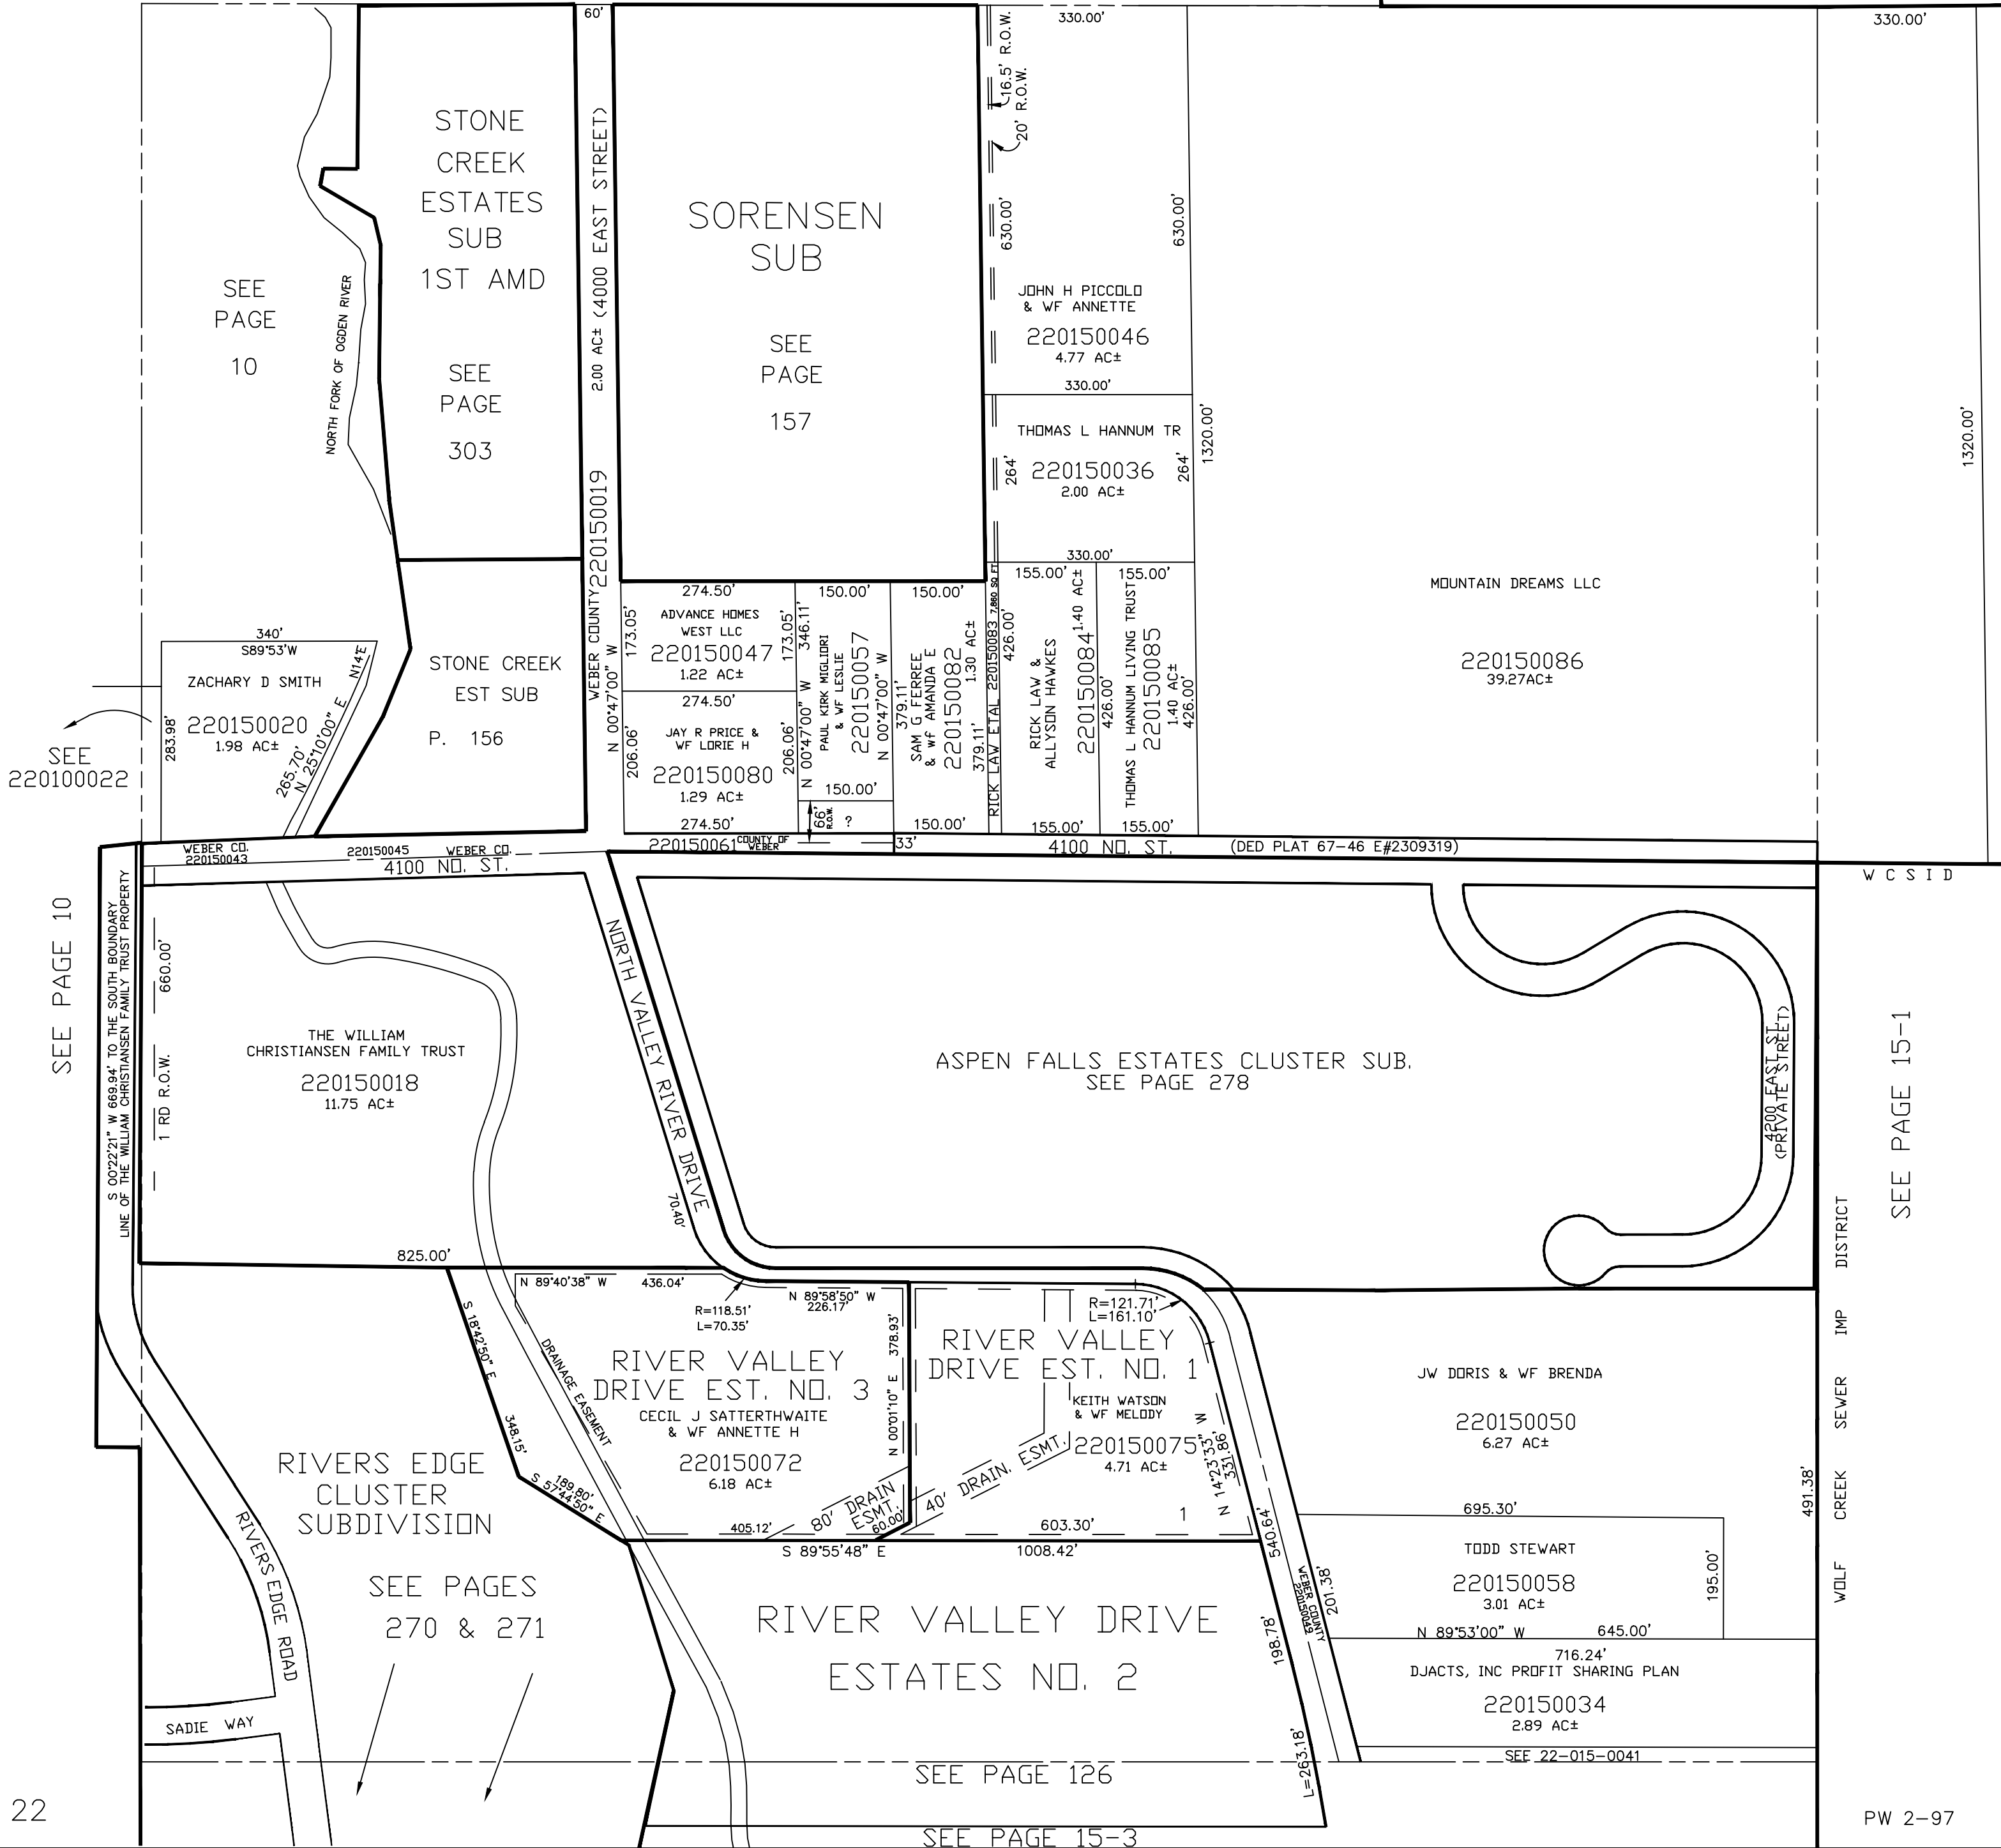 60'
330.00'
330.00'
16.5' R.O.W.
20' R.O.W.
STONE
CREEK
ESTATES
SUB
1ST AMD
SEE
PAGE
303
2.00 AC± (4000 EAST STREET)
WEBER COUNTY 220150019
N 00°47'00" W
SORENSEN
SUB
SEE
PAGE
157
SEE
PAGE
10
NORTH FORK OF OGDEN RIVER
630.00'
630.00'
JOHN H PICCOLO
& WF ANNETTE
220150046
4.77 AC±
330.00'
THOMAS L HANNUM TR
220150036
2.00 AC±
264'
264'
1320.00'
1320.00'
330.00'
MOUNTAIN DREAMS LLC
220150086
39.27AC±
340'
S89°53'W
N14°E
ZACHARY D SMITH
220150020
1.98 AC±
283.98'
265.70'
N 25°10'00" E
SEE
220100022
STONE CREEK
EST SUB
P. 156
274.50'
173.05'
ADVANCE HOMES
WEST LLC
220150047
1.22 AC±
173.05'
274.50'
206.06'
JAY R PRICE &
WF LORIE H
220150080
1.29 AC±
206.06'
274.50'
150.00'
346.11'
N 00°47'00" W
PAUL KIRK MIGLIORI
& WF LESLIE
220150057
N 00°47'00" W
150.00'
66'
R.O.W.
?
150.00'
379.11'
SAM G FERREE
& WF AMANDA E
220150082
1.30 AC±
379.11'
150.00'
RICK LAW ETAL 220150083 7,860 SQ FT
155.00'
426.00'
RICK LAW &
ALLYSON HAWKES
220150084
1.40 AC±
426.00'
155.00'
155.00'
THOMAS L HANNUM LIVING TRUST
220150085
1.40 AC±
426.00'
155.00'
WEBER CO.
220150043
220150045
WEBER CO.
4100 NO. ST.
220150061
COUNTY OF
WEBER
33'
4100 NO. ST.
(DED PLAT 67-46 E#2309319)
W C S I D
SEE PAGE 10
S 00°22'21" W 669.94' TO THE SOUTH BOUNDARY
LINE OF THE WILLIAM CHRISTIANSEN FAMILY TRUST PROPERTY
660.00'
1 RD R.O.W.
THE WILLIAM
CHRISTIANSEN FAMILY TRUST
220150018
11.75 AC±
825.00'
NORTH VALLEY RIVER DRIVE
70.40'
ASPEN FALLS ESTATES CLUSTER SUB.
SEE PAGE 278
4200 EAST ST
(PRIVATE STREET)
SEE PAGE 15-1
WOLF CREEK SEWER IMP DISTRICT
N 89°40'38" W
436.04'
R=118.51'
L=70.35'
N 89°58'50" W
226.17'
378.93'
N 00°01'10" E
RIVER VALLEY
DRIVE EST. NO. 3
CECIL J SATTERTHWAITE
& WF ANNETTE H
220150072
6.18 AC±
S 18°42'50" E
348.15'
DRAINAGE EASEMENT
189.80'
S 57°44'50" E
405.12'
80' DRAIN
ESMT.
60.00'
R=121.71'
L=161.10'
RIVER VALLEY
DRIVE EST. NO. 1
KEITH WATSON
& WF MELODY
220150075
4.71 AC±
40' DRAIN. ESMT.
N 14°23'33" W
331.86'
1
603.30'
S 89°55'48" E
1008.42'
540.64'
JW DORIS & WF BRENDA
220150050
6.27 AC±
491.38'
695.30'
TODD STEWART
220150058
3.01 AC±
195.00'
N 89°53'00" W
645.00'
WEBER COUNTY
220150049
201.38'
716.24'
DJACTS, INC PROFIT SHARING PLAN
220150034
2.89 AC±
SEE 22-015-0041
RIVERS EDGE
CLUSTER
SUBDIVISION
SEE PAGES
270 & 271
RIVERS EDGE ROAD
SADIE WAY
RIVER VALLEY DRIVE
ESTATES NO. 2
198.78'
L=263.18'
SEE PAGE 126
SEE PAGE 15-3
22
PW 2-97